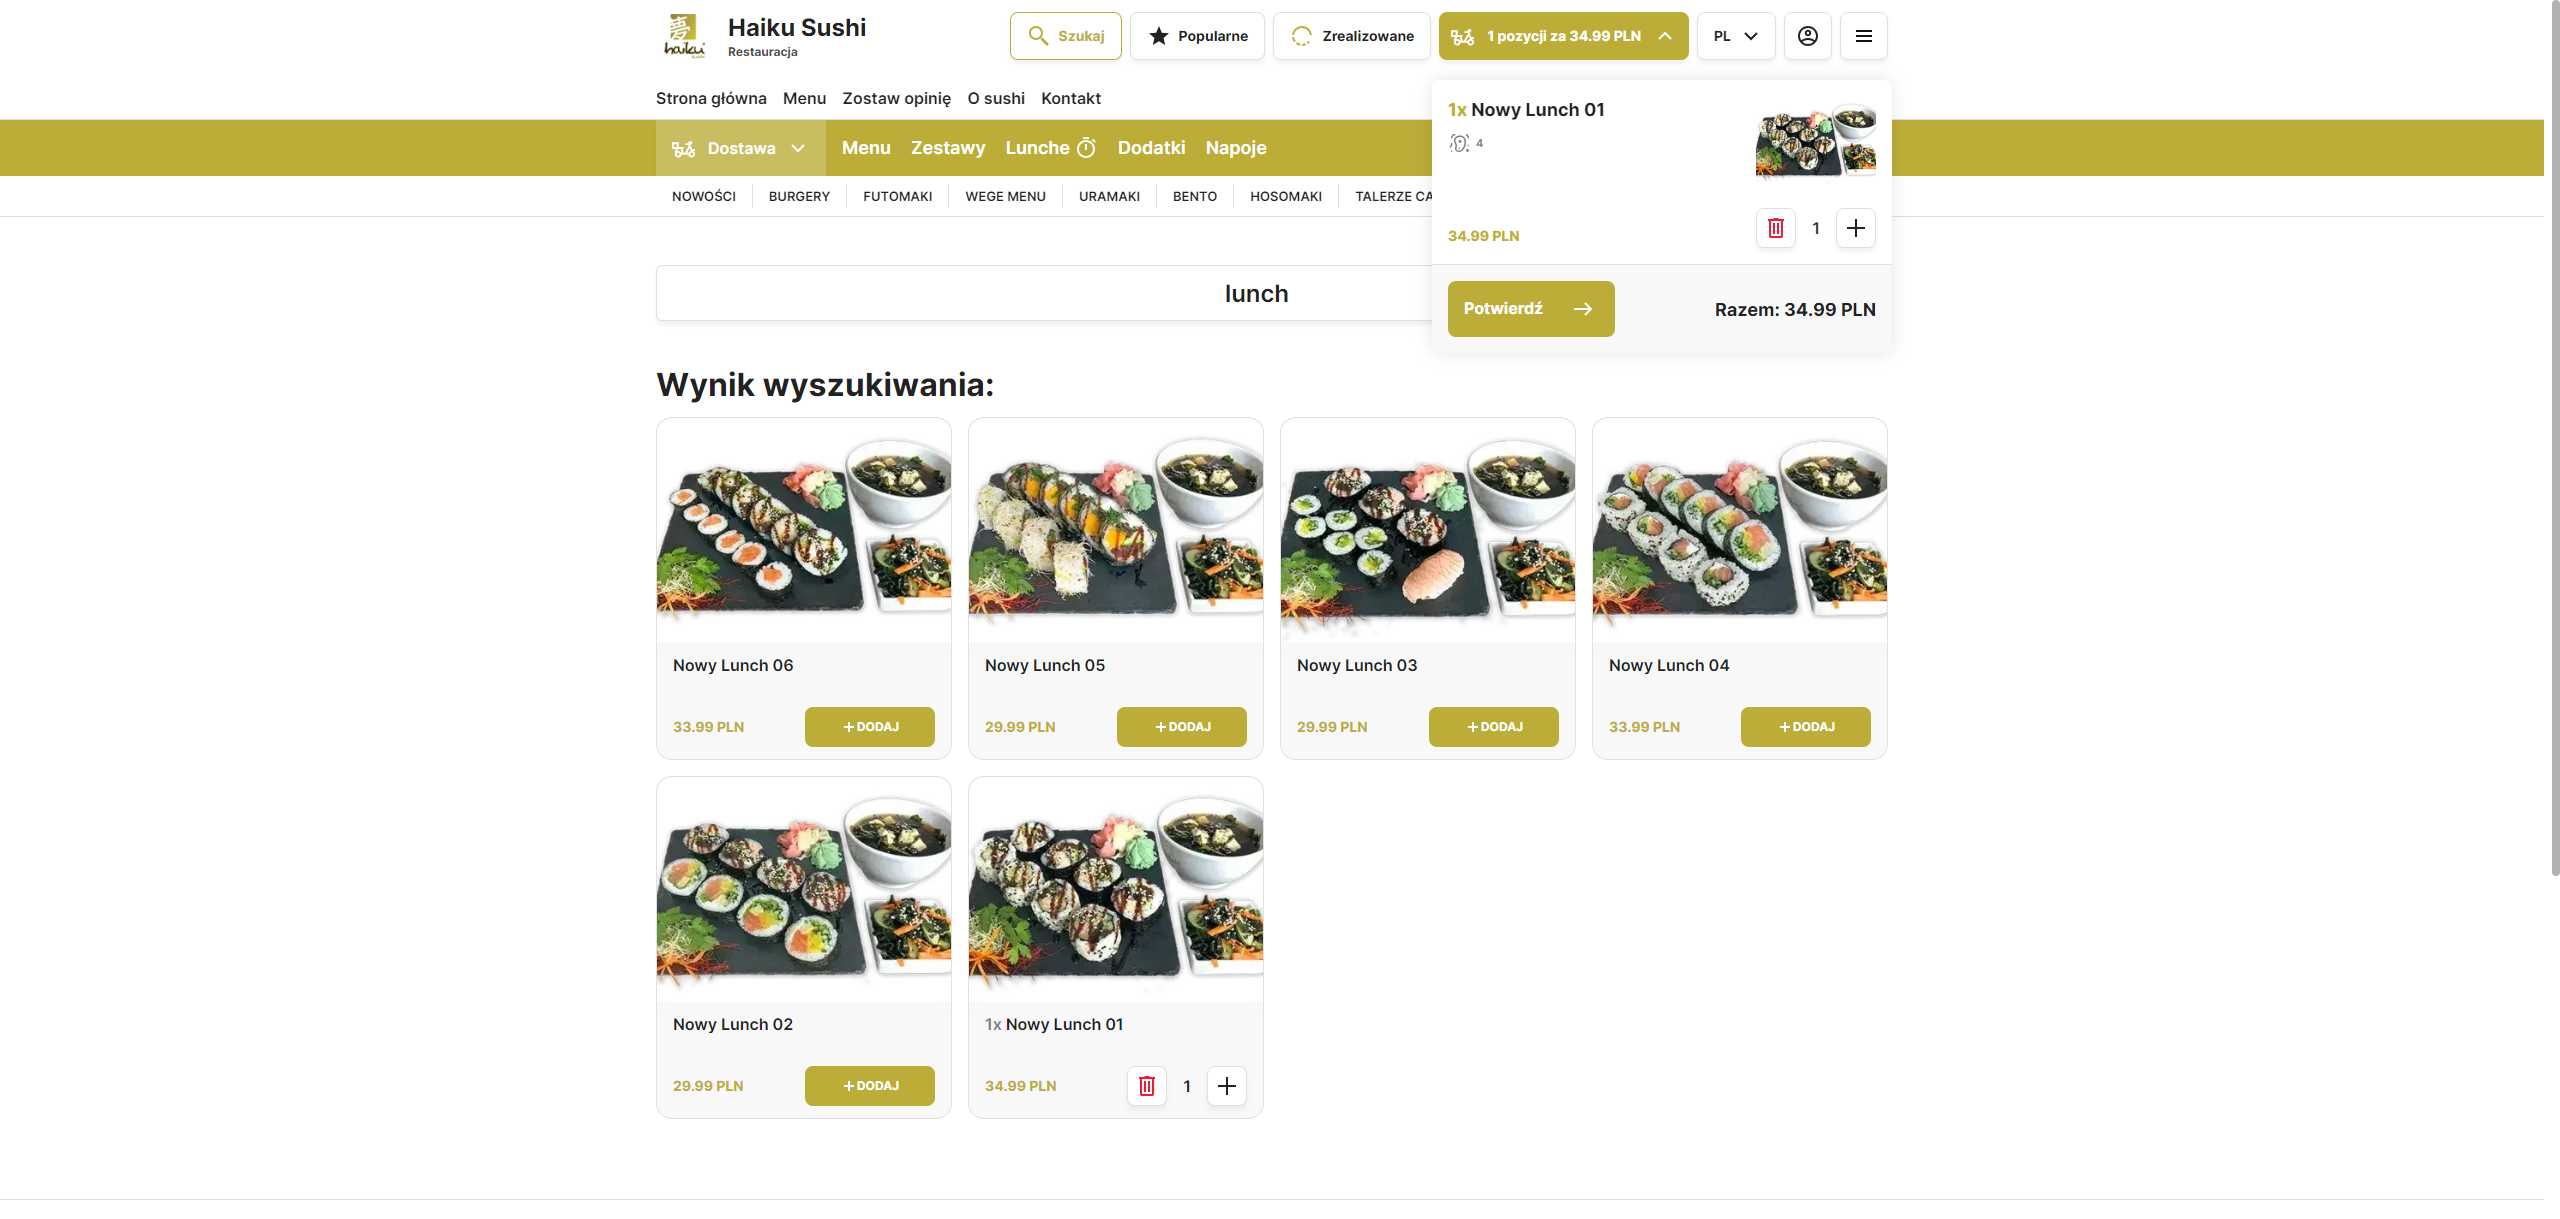 haiku
Haiku Sushi
Restauracja
Szukaj
Popularne
Zrealizowane
1 pozycji za 34.99 PLN
PL
Strona główna Menu Zostaw opinię O sushi Kontakt
Dostawa
Menu Zestawy Lunche Dodatki Napoje
NOWOŚCI BURGERY FUTOMAKI WEGE MENU URAMAKI BENTO HOSOMAKI TALERZE CA
1x Nowy Lunch 01
4
34.99 PLN
1
Potwierdź
Razem: 34.99 PLN
lunch
Wynik wyszukiwania:
Nowy Lunch 06
33.99 PLN
+ DODAJ
Nowy Lunch 05
29.99 PLN
+ DODAJ
Nowy Lunch 03
29.99 PLN
+ DODAJ
Nowy Lunch 04
33.99 PLN
+ DODAJ
Nowy Lunch 02
29.99 PLN
+ DODAJ
1x Nowy Lunch 01
34.99 PLN
1